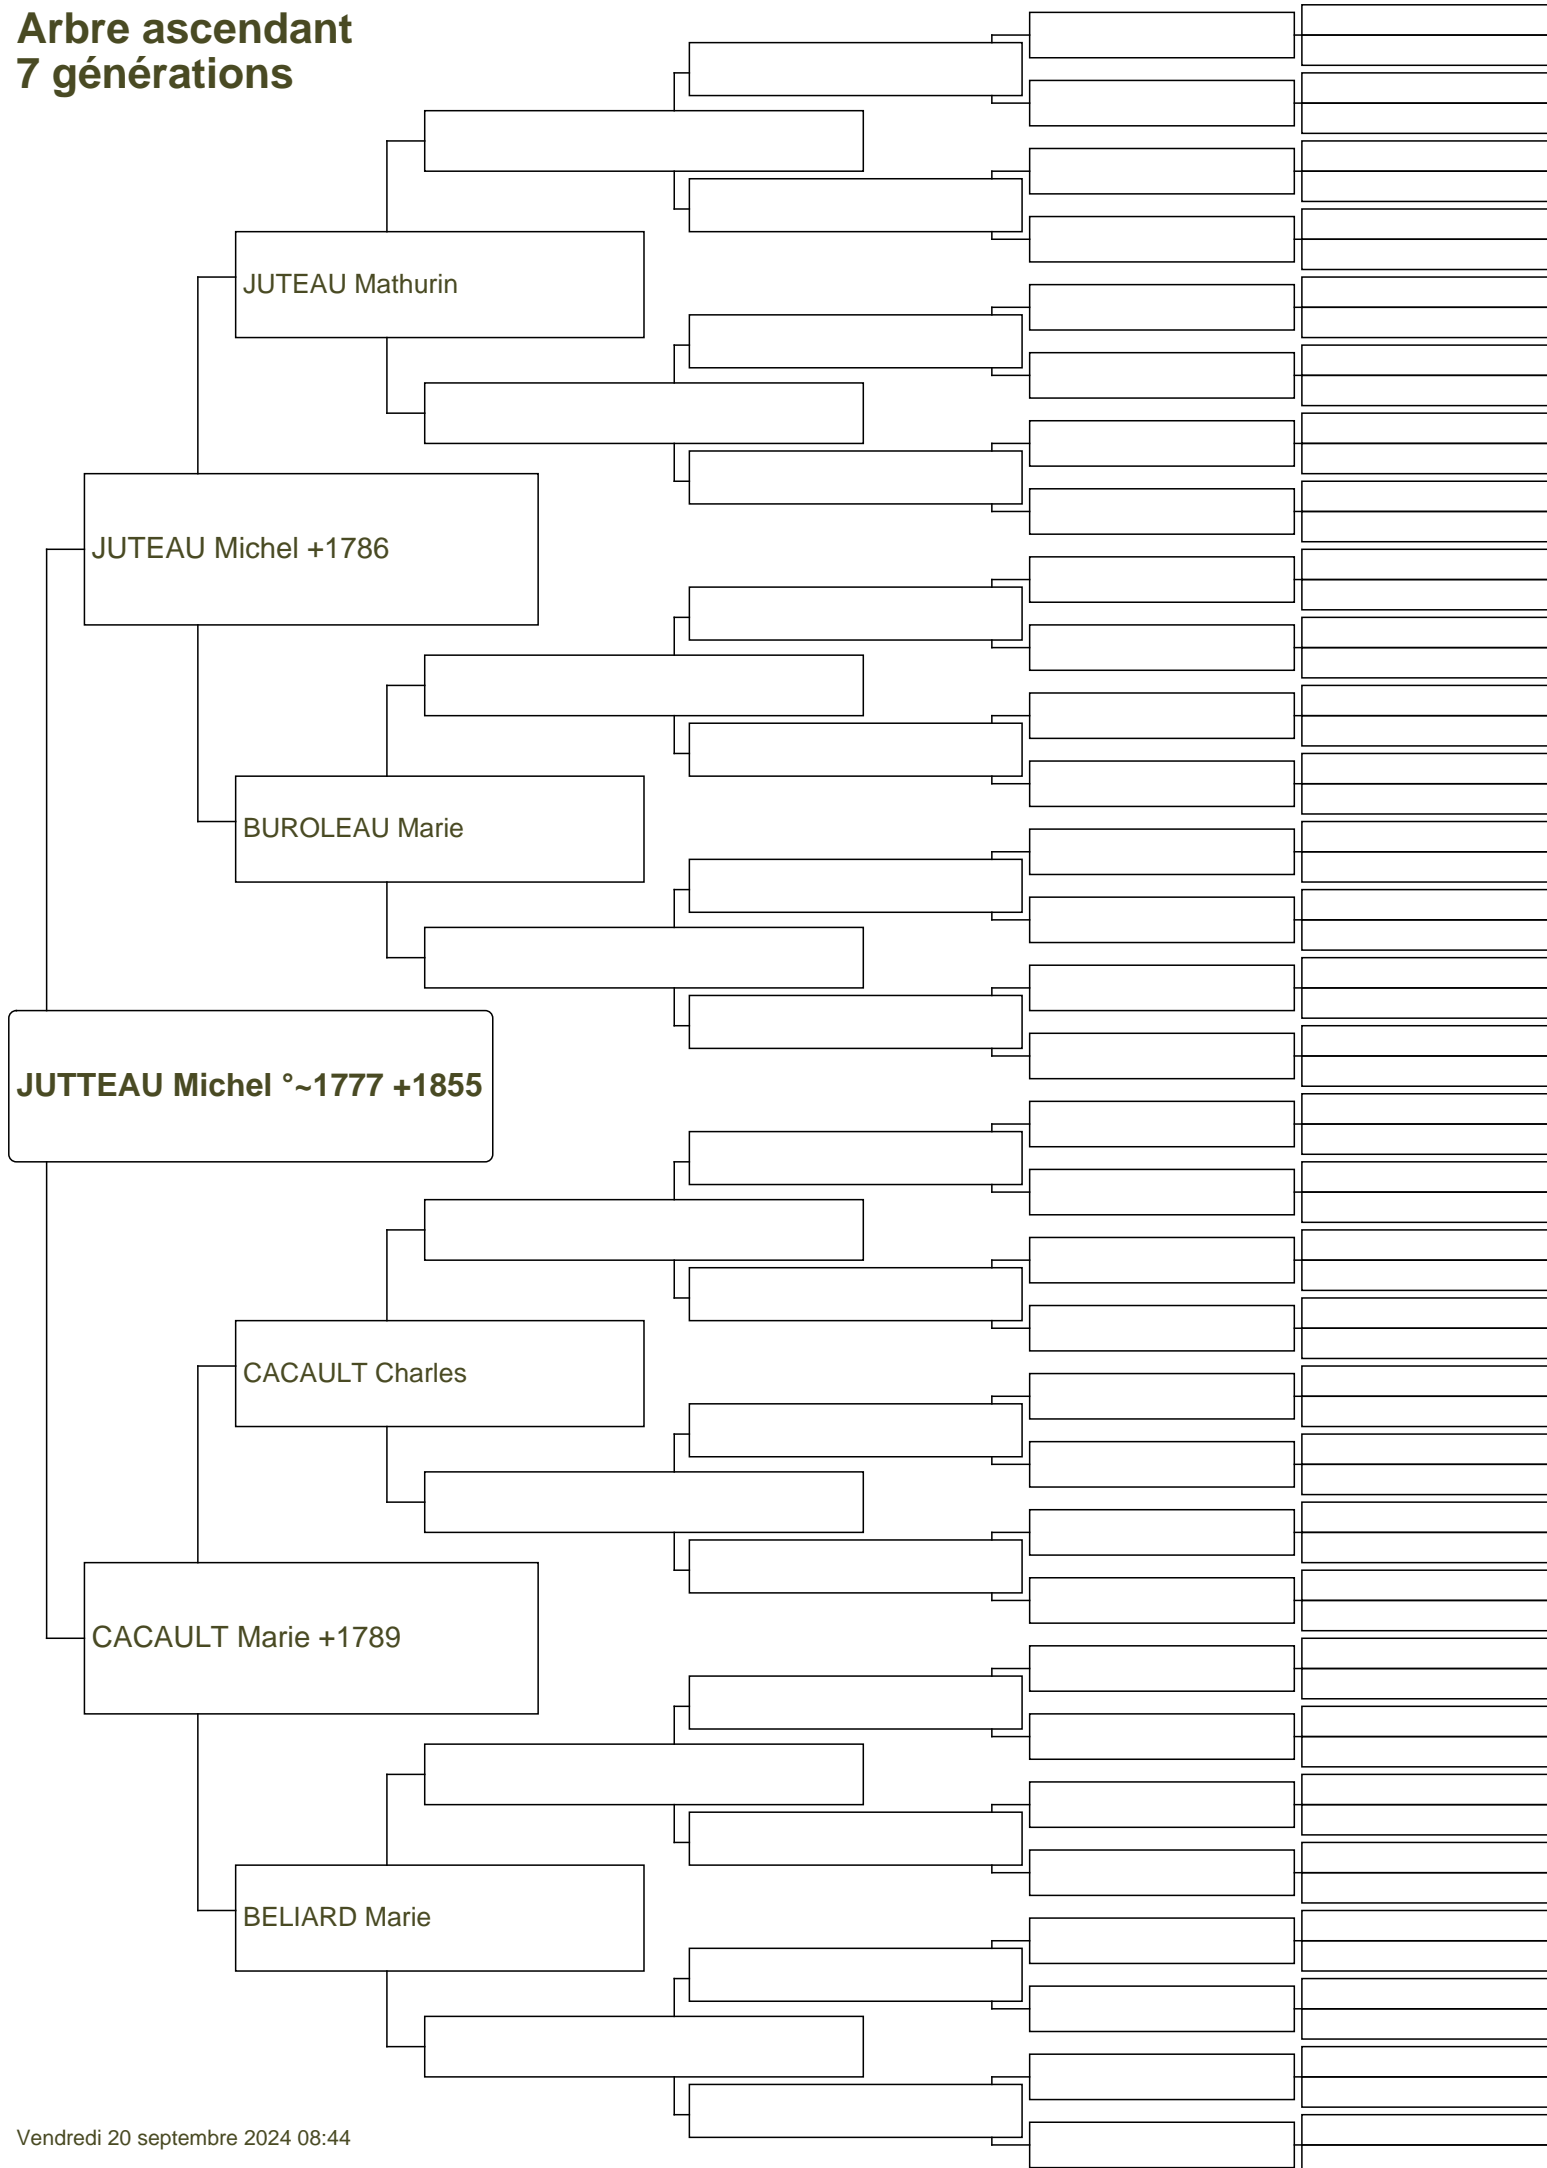 Arbre ascendant
7 générations
JUTEAU Mathurin
JUTEAU Michel +1786
BUROLEAU Marie
JUTTEAU Michel °~1777 +1855
CACAULT Charles
CACAULT Marie +1789
BELIARD Marie
Vendredi 20 septembre 2024 08:44